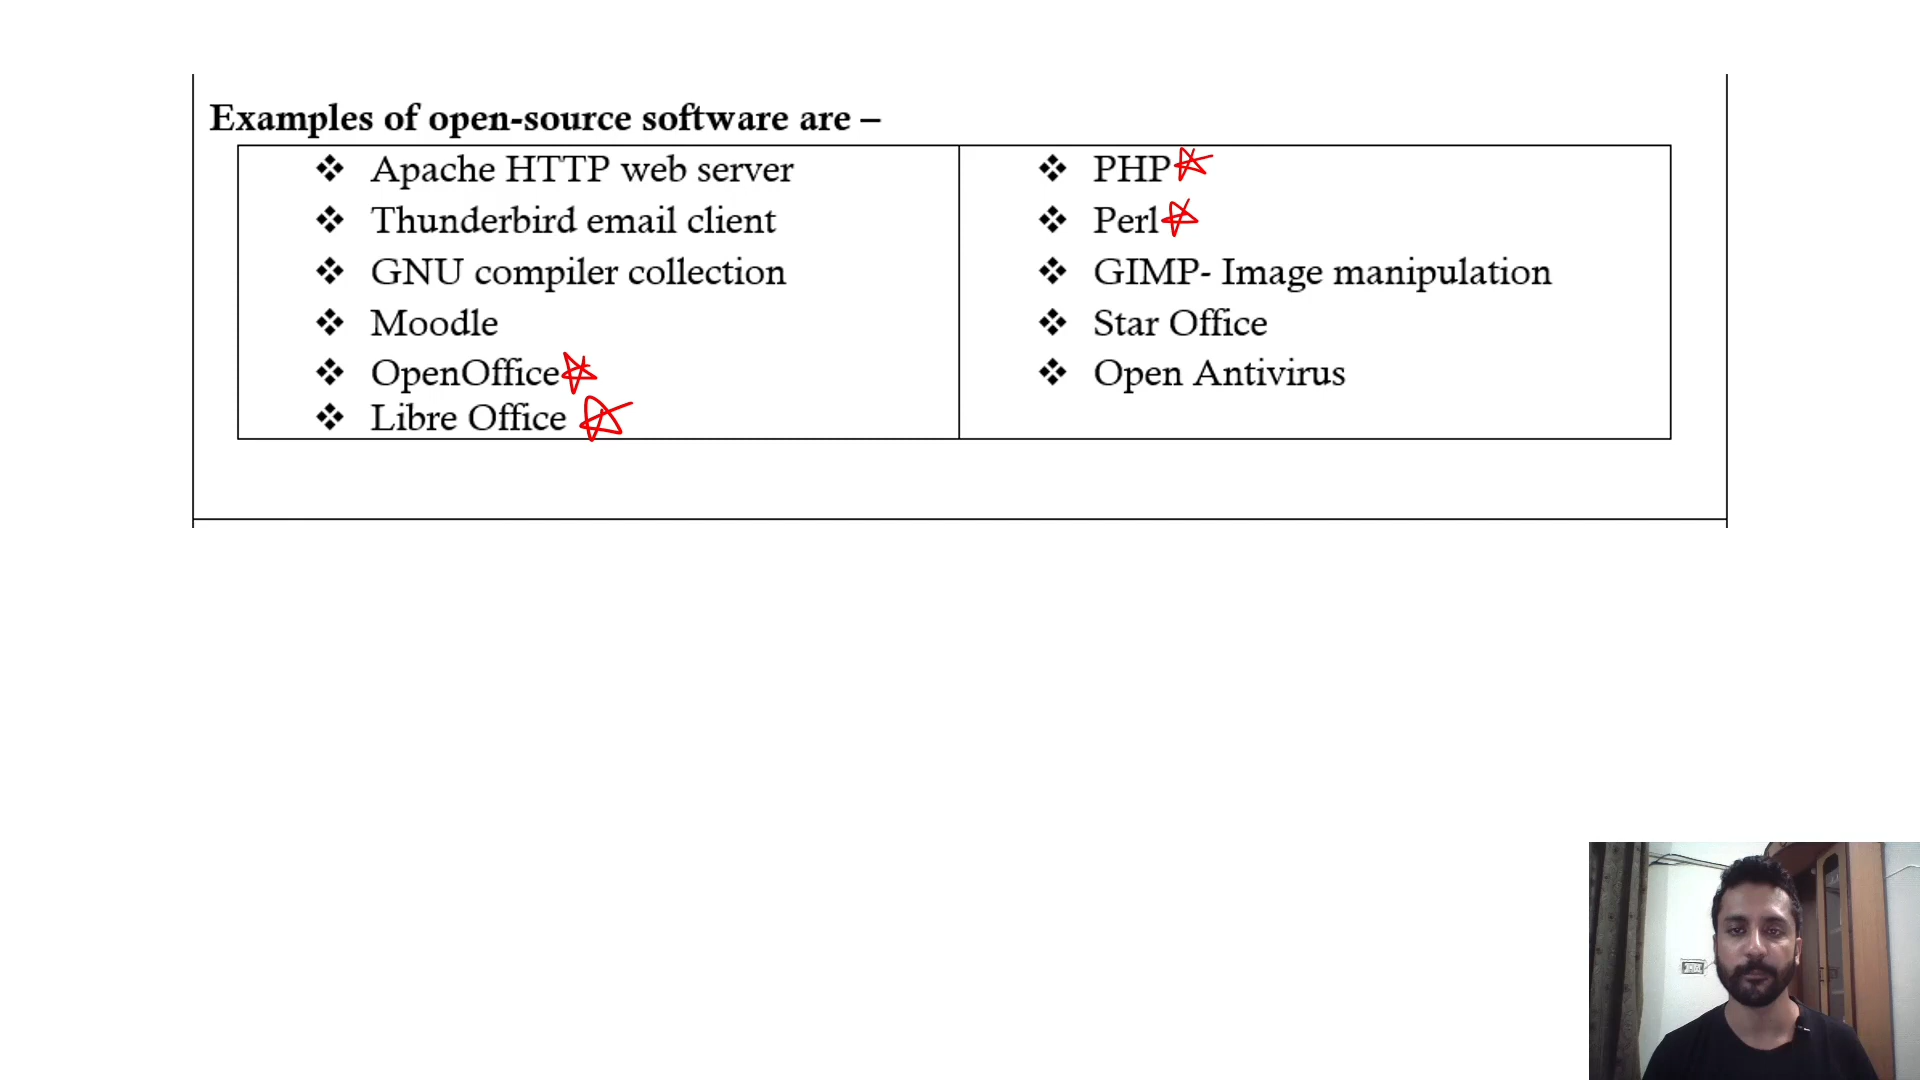 Examples of open-source software are –
Apache HTTP web server
Thunderbird email client
GNU compiler collection
Moodle
OpenOffice
Libre Office
PHP
Perl
GIMP- Image manipulation
Star Office
Open Antivirus